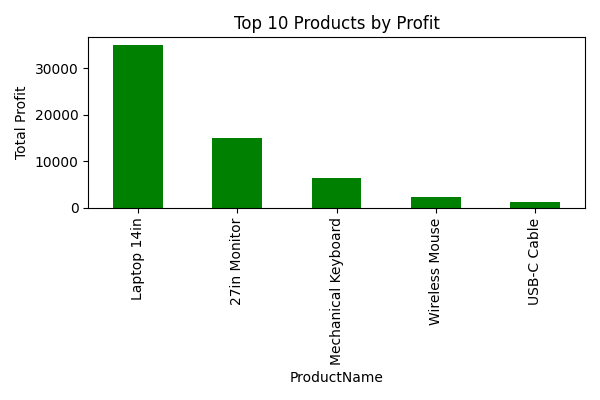 Top 10 Products by Profit
Total Profit
30000
20000
10000
0
Laptop 14in
27in Monitor
Mechanical Keyboard
Wireless Mouse
USB-C Cable
ProductName